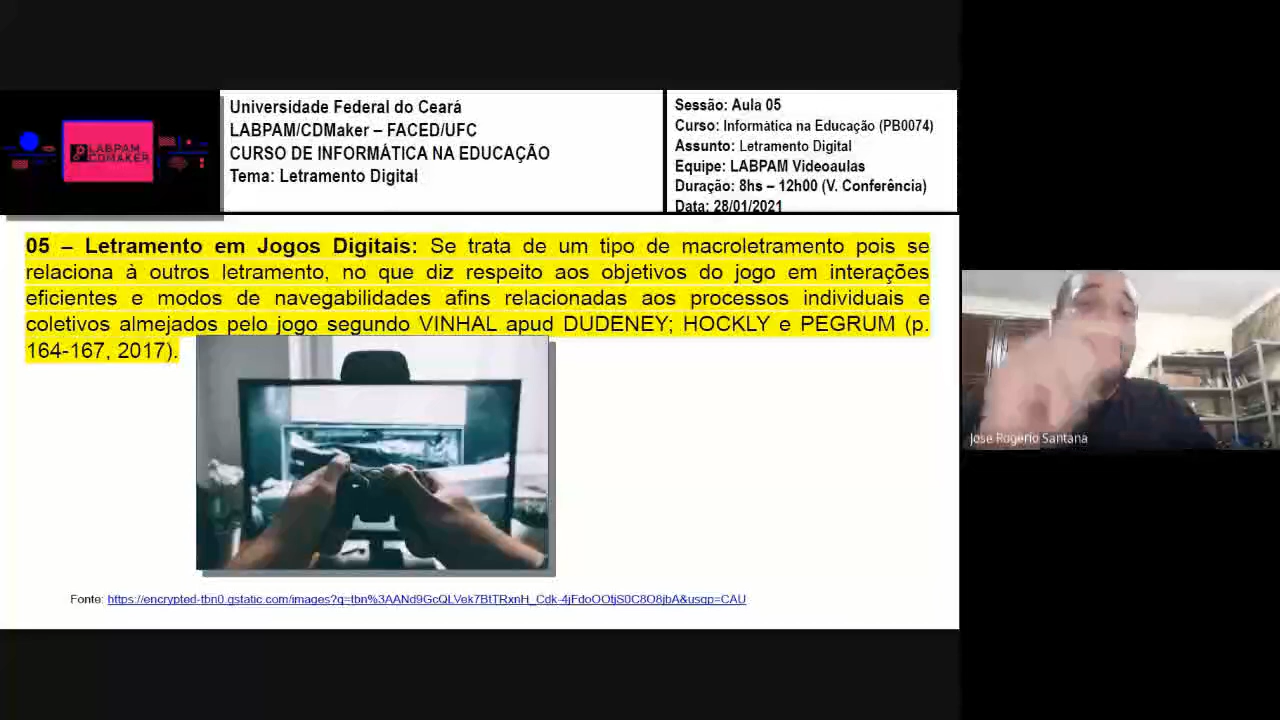 LABPAM
CDMAKER
Universidade Federal do Ceará
LABPAM/CDMaker – FACED/UFC
CURSO DE INFORMÁTICA NA EDUCAÇÃO
Tema: Letramento Digital
Sessão: Aula 05
Curso: Informática na Educação (PB0074)
Assunto: Letramento Digital
Equipe: LABPAM Videoaulas
Duração: 8hs – 12h00 (V. Conferência)
Data: 28/01/2021
05 – Letramento em Jogos Digitais: Se trata de um tipo de macroletramento pois se
relaciona à outros letramento, no que diz respeito aos objetivos do jogo em interações
eficientes e modos de navegabilidades afins relacionadas aos processos individuais e
coletivos almejados pelo jogo segundo VINHAL apud DUDENEY; HOCKLY e PEGRUM (p.
164-167, 2017).
Jose Rogerio Santana
Fonte: https://encrypted-tbn0.gstatic.com/images?q=tbn%3AANd9GcQLVek7BtTRxnH_Cdk-4jFdoOOtjS0C8O8jbA&usqp=CAU